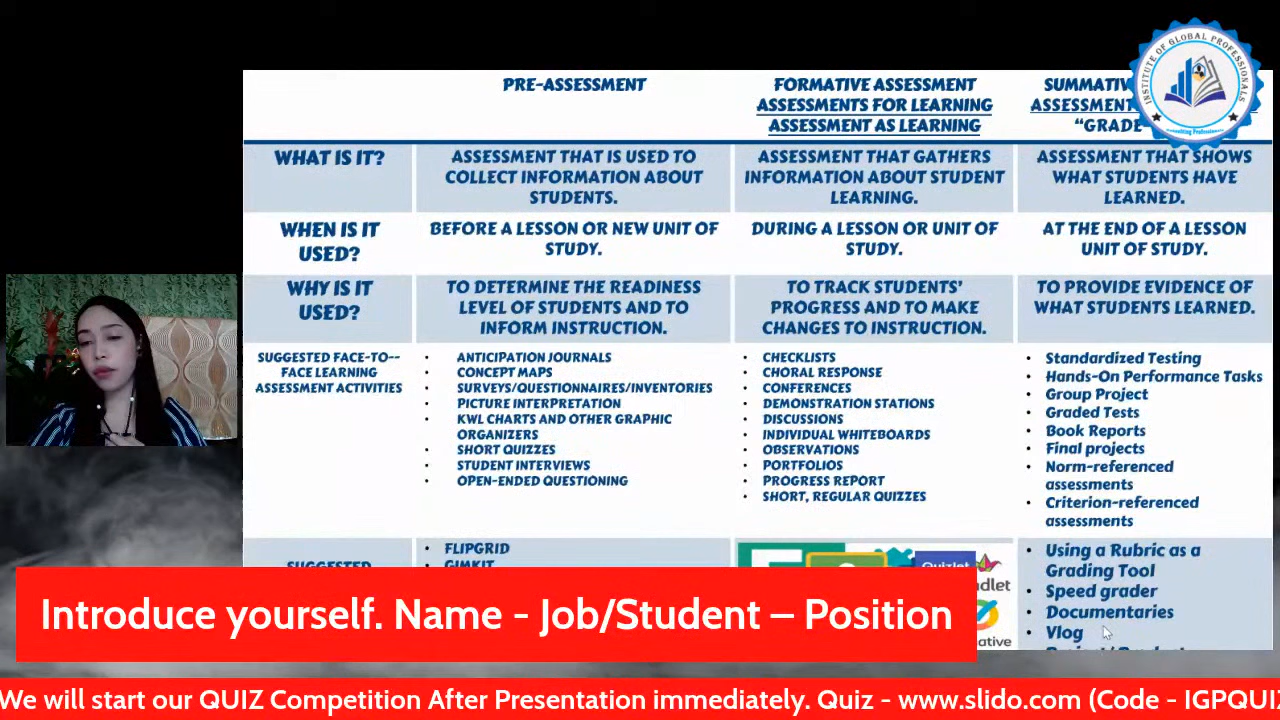 PRE-ASSESSMENT
FORMATIVE ASSESSMENT
ASSESSMENTS FOR LEARNING
ASSESSMENT AS LEARNING
ASSESSMENT
"GRADE
INSTITUTE OF GLOBAL PROFESSIONALS
WHAT IS IT?
ASSESSMENT THAT IS USED TO
COLLECT INFORMATION ABOUT
STUDENTS.
ASSESSMENT THAT GATHERS
INFORMATION ABOUT STUDENT
LEARNING.
ASSESSMENT THAT SHOWS
WHAT STUDENTS HAVE
LEARNED.
WHEN IS IT
USED?
BEFORE A LESSON OR NEW UNIT OF
STUDY.
DURING A LESSON OR UNIT OF
STUDY.
AT THE END OF A LESSON
UNIT OF STUDY.
WHY IS IT
USED?
TO DETERMINE THE READINESS
LEVEL OF STUDENTS AND TO
INFORM INSTRUCTION.
TO TRACK STUDENTS'
PROGRESS AND TO MAKE
CHANGES TO INSTRUCTION.
TO PROVIDE EVIDENCE OF
WHAT STUDENTS LEARNED.
SUGGESTED FACE-TO--
FACE LEARNING
ASSESSMENT ACTIVITIES
• ANTICIPATION JOURNALS
• CONCEPT MAPS
• SURVEYS/QUESTIONNAIRES/INVENTORIES
• PICTURE INTERPRETATION
• KWL CHARTS AND OTHER GRAPHIC
ORGANIZERS
• SHORT QUIZZES
• STUDENT INTERVIEWS
• OPEN-ENDED QUESTIONING
• CHECKLISTS
• CHORAL RESPONSE
• CONFERENCES
• DEMONSTRATION STATIONS
• DISCUSSIONS
• INDIVIDUAL WHITEBOARDS
• OBSERVATIONS
• PORTFOLIOS
• PROGRESS REPORT
• SHORT, REGULAR QUIZZES
• Standardized Testing
• Hands-On Performance Tasks
• Group Project
• Graded Tests
• Book Reports
• Final projects
• Norm-referenced
assessments
• Criterion-referenced
assessments
SUGGESTED
• FLIPGRID
• GIMKIT
Quizlet
• Using a Rubric as a
Grading Tool
• Speed grader
• Documentaries
• Vlog
Introduce yourself. Name - Job/Student – Position
We will start our QUIZ Competition After Presentation immediately. Quiz - www.slido.com (Code - IGPQUIZ